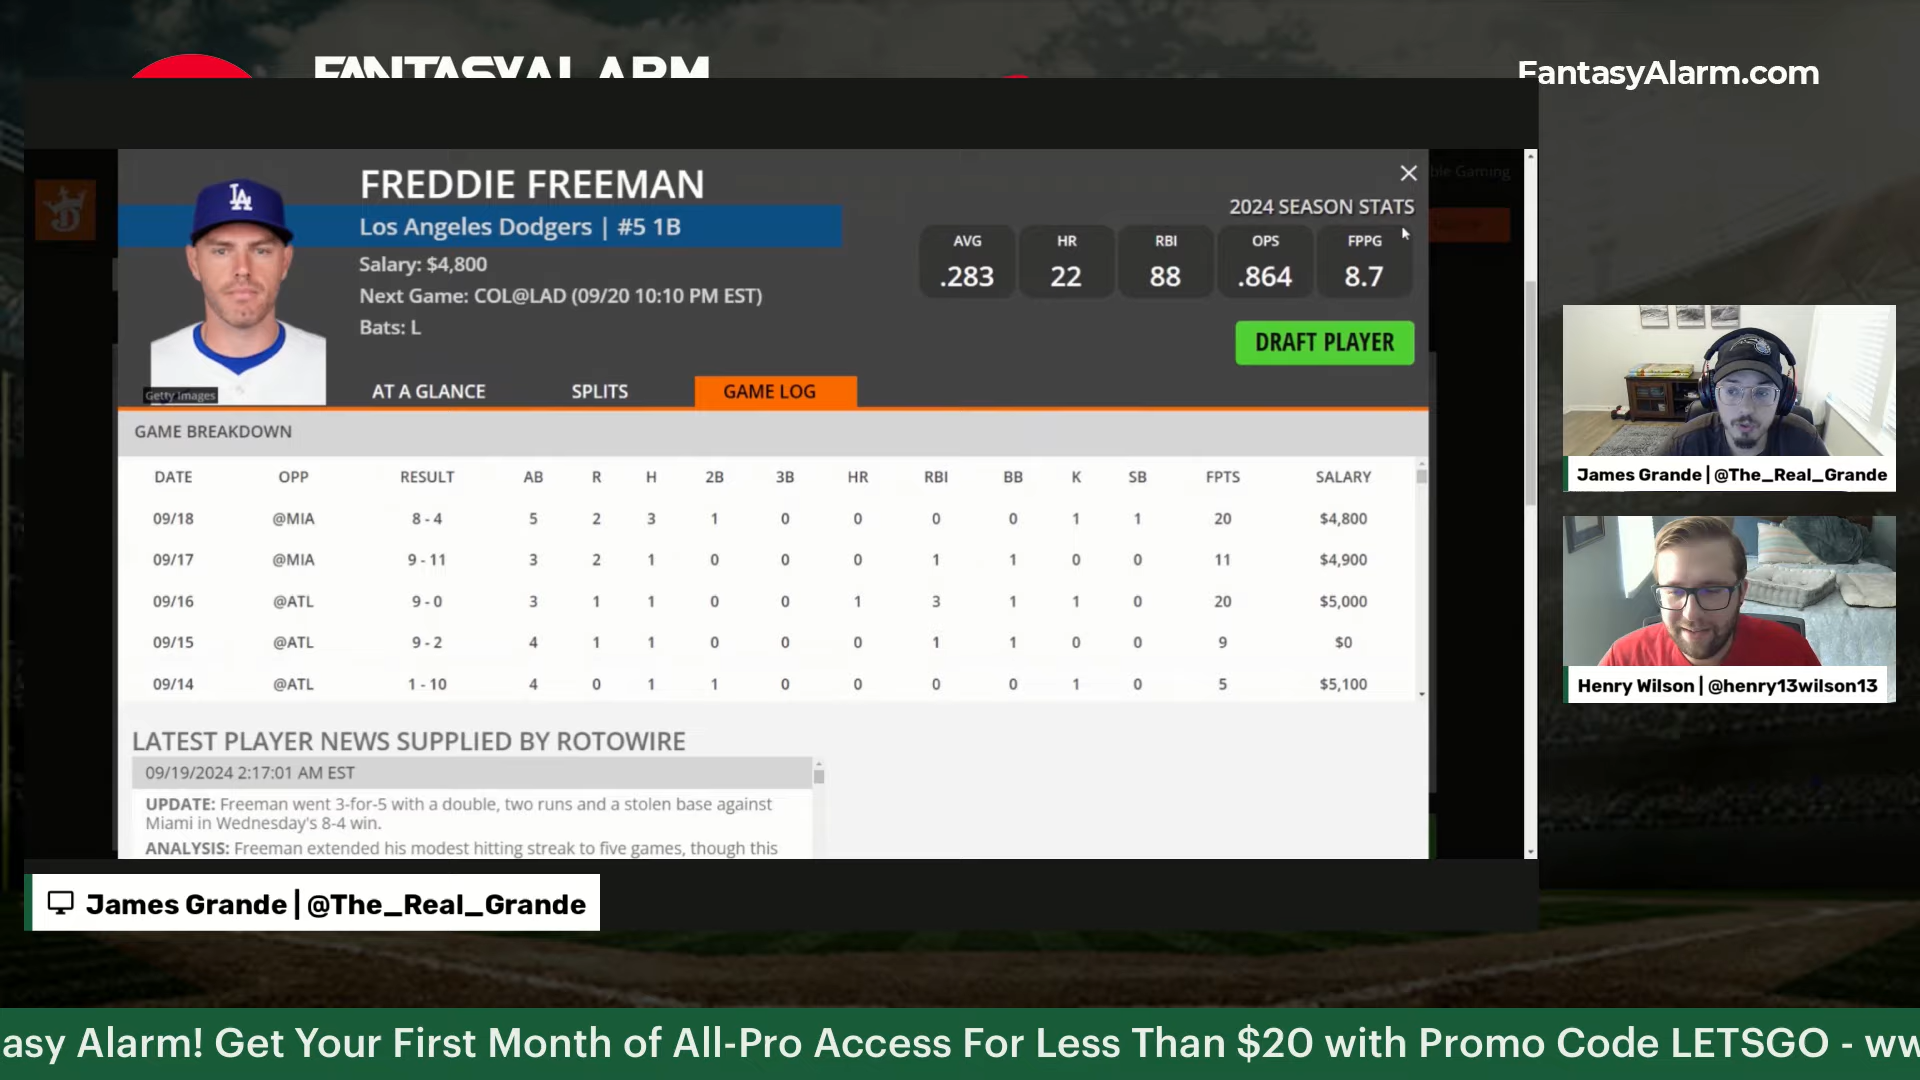 FANTASYALARM
FantasyAlarm.com
FREDDIE FREEMAN
Los Angeles Dodgers | #5 1B
Salary: $4,800
Next Game: COL@LAD (09/20 10:10 PM EST)
Bats: L
Getty Images
2024 SEASON STATS
AVG HR RBI OPS FPPG
.283 22 88 .864 8.7
DRAFT PLAYER
AT A GLANCE SPLITS GAME LOG
GAME BREAKDOWN
DATE OPP RESULT AB R H 2B 3B HR RBI BB K SB FPTS SALARY
09/18 @MIA 8 - 4 5 2 3 1 0 0 0 0 1 1 20 $4,800
09/17 @MIA 9 - 11 3 2 1 0 0 0 1 1 0 0 11 $4,900
09/16 @ATL 9 - 0 3 1 1 0 0 1 3 1 1 0 20 $5,000
09/15 @ATL 9 - 2 4 1 1 0 0 0 1 1 0 0 9 $0
09/14 @ATL 1 - 10 4 0 1 1 0 0 0 0 1 0 5 $5,100
LATEST PLAYER NEWS SUPPLIED BY ROTOWIRE
09/19/2024 2:17:01 AM EST
UPDATE: Freeman went 3-for-5 with a double, two runs and a stolen base against
Miami in Wednesday's 8-4 win.
ANALYSIS: Freeman extended his modest hitting streak to five games, though this
ble Gaming
LA
James Grande | @The_Real_Grande
Henry Wilson | @henry13wilson13
James Grande | @The_Real_Grande
asy Alarm! Get Your First Month of All-Pro Access For Less Than $20 with Promo Code LETSGO - ww